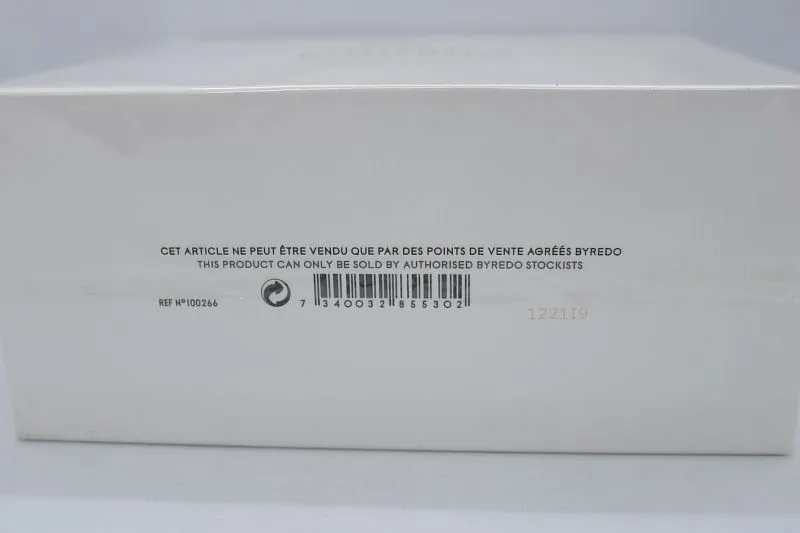 CET ARTICLE NE PEUT ÊTRE VENDU QUE PAR DES POINTS DE VENTE AGRÉÉS BYREDO
THIS PRODUCT CAN ONLY BE SOLD BY AUTHORISED BYREDO STOCKISTS
REF Nº100266
7 340032 855302
122119